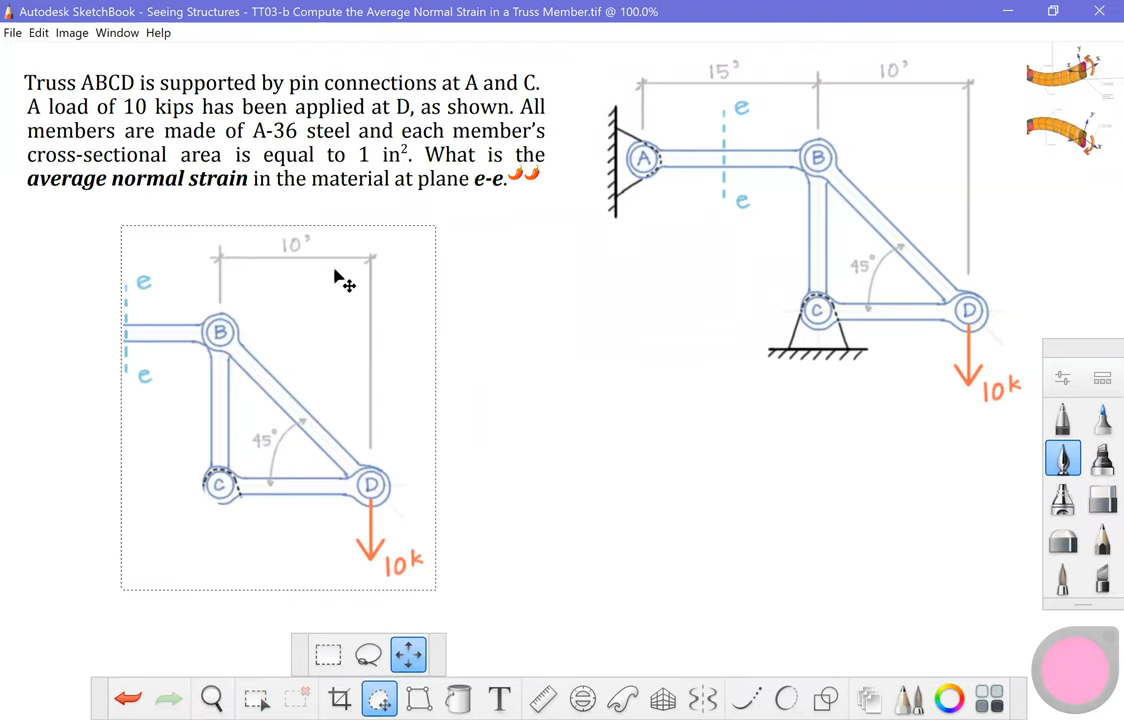 Autodesk SketchBook - Seeing Structures - TT03-b Compute the Average Normal Strain in a Truss Member.tif @ 100.0%
File Edit Image Window Help
Truss ABCD is supported by pin connections at A and C.
A load of 10 kips has been applied at D, as shown. All
members are made of A-36 steel and each member's
cross-sectional area is equal to 1 in². What is the
average normal strain in the material at plane e-e.
15'
10'
e
A
B
e
45°
C
D
10k
10'
e
B
e
45°
C
D
10k
T